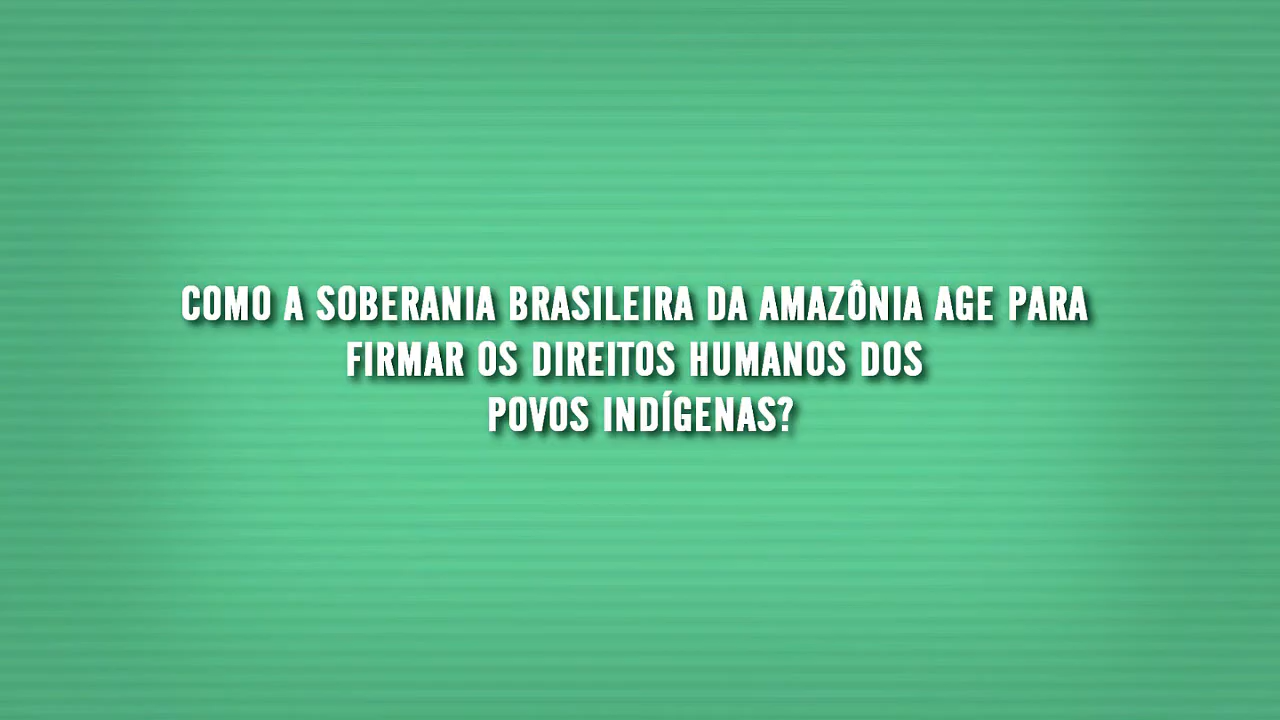 COMO A SOBERANIA BRASILEIRA DA AMAZÔNIA AGE PARA
FIRMAR OS DIREITOS HUMANOS DOS
POVOS INDÍGENAS?